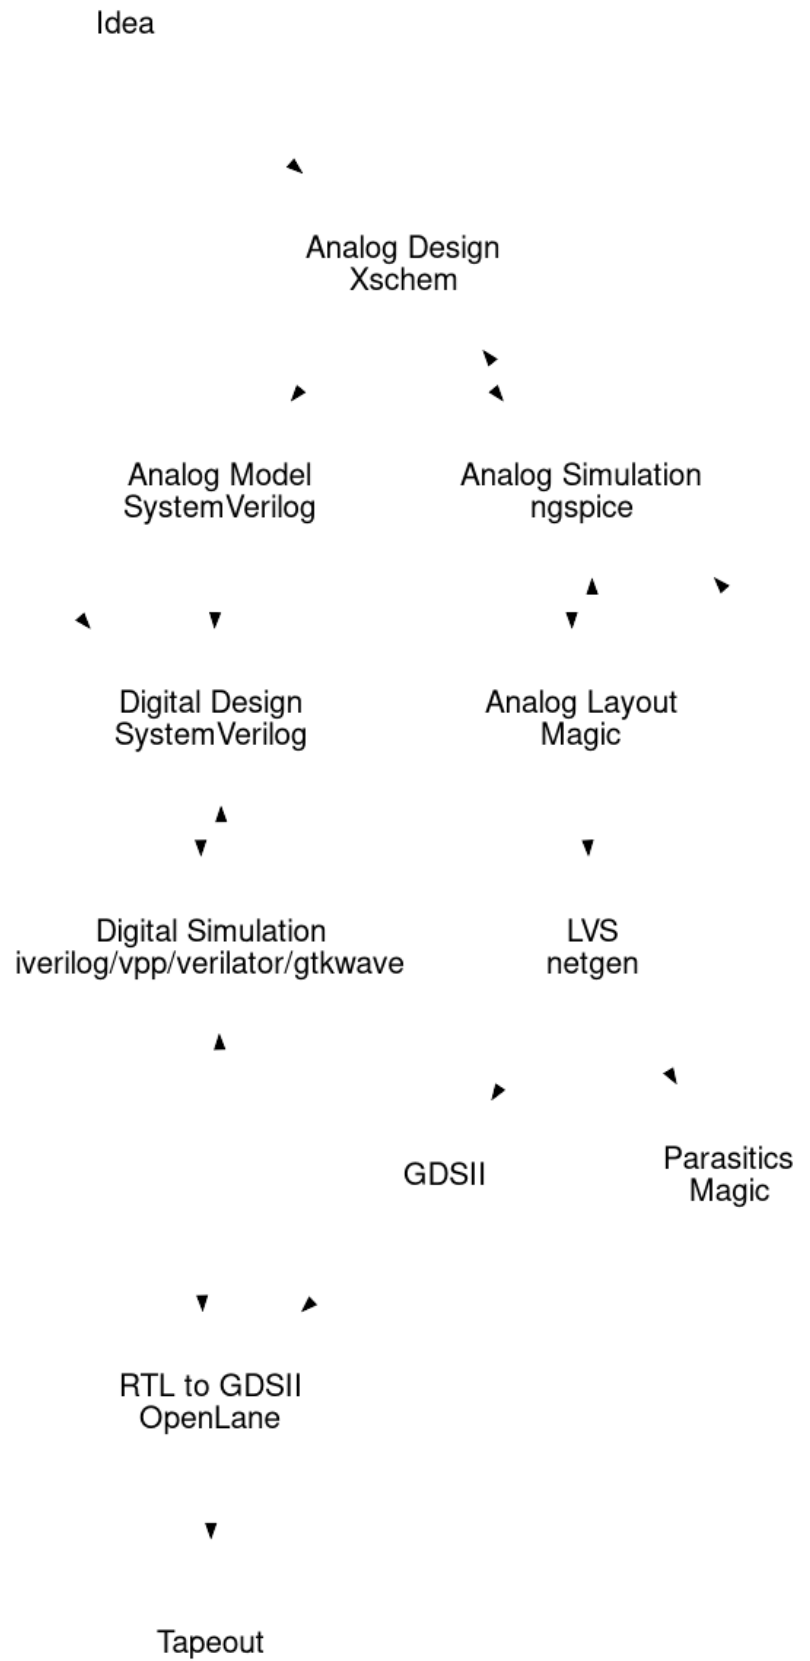 Idea
Analog Design
Xschem
Analog Model
SystemVerilog
Analog Simulation
ngspice
Digital Design
SystemVerilog
Analog Layout
Magic
Digital Simulation
iverilog/vpp/verilator/gtkwave
LVS
netgen
GDSII
Parasitics
Magic
RTL to GDSII
OpenLane
Tapeout